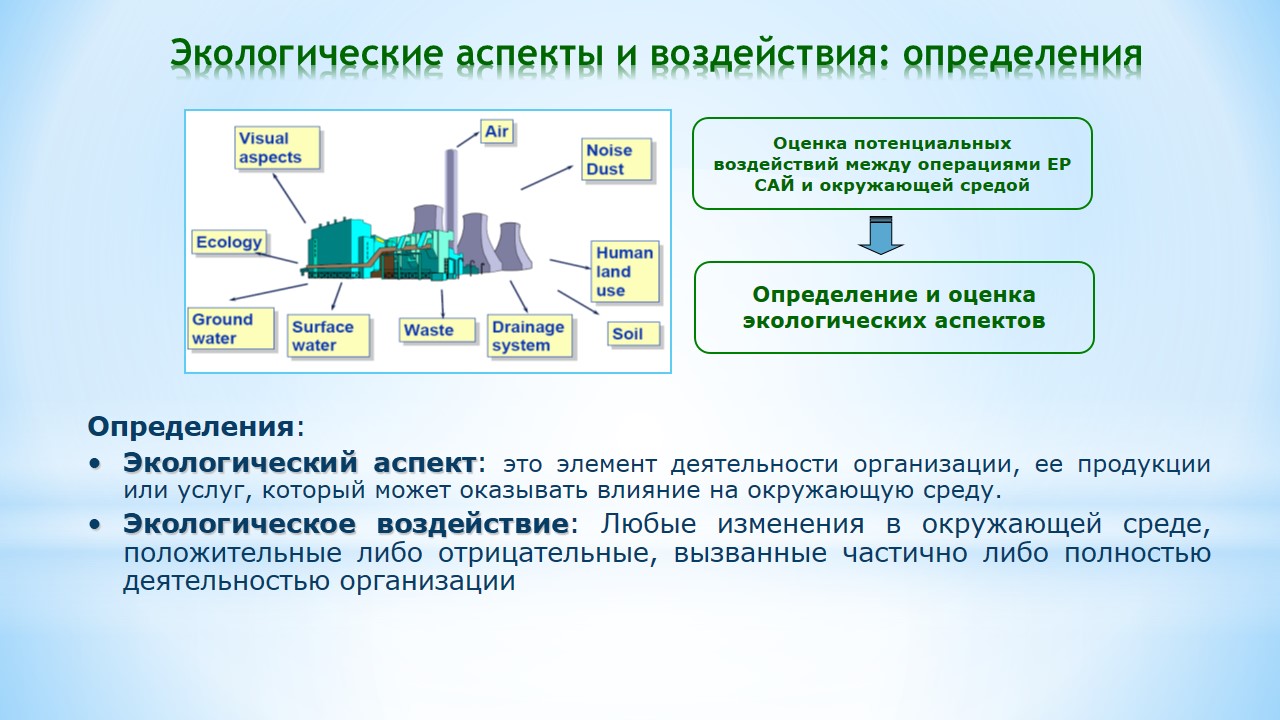 Экологические аспекты и воздействия: определения
Visual
aspects
Air
Noise
Dust
Ecology
Human
land
use
Ground
water
Surface
water
Waste
Drainage
system
Soil
Оценка потенциальных
воздействий между операциями ЕР
САЙ и окружающей средой
Определение и оценка
экологических аспектов
Определения:
• Экологический аспект: это элемент деятельности организации, ее продукции
или услуг, который может оказывать влияние на окружающую среду.
• Экологическое воздействие: Любые изменения в окружающей среде,
положительные либо отрицательные, вызванные частично либо полностью
деятельностью организации